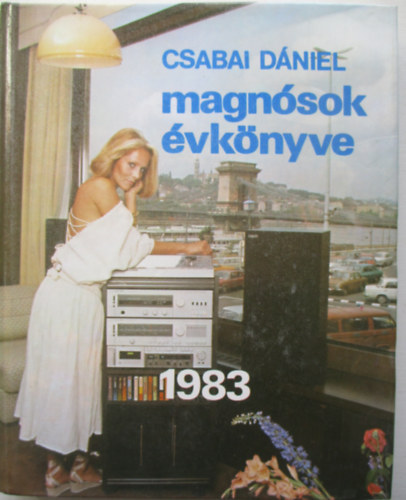 CSABAI DÁNIEL
magnósok
évkönyve
1983